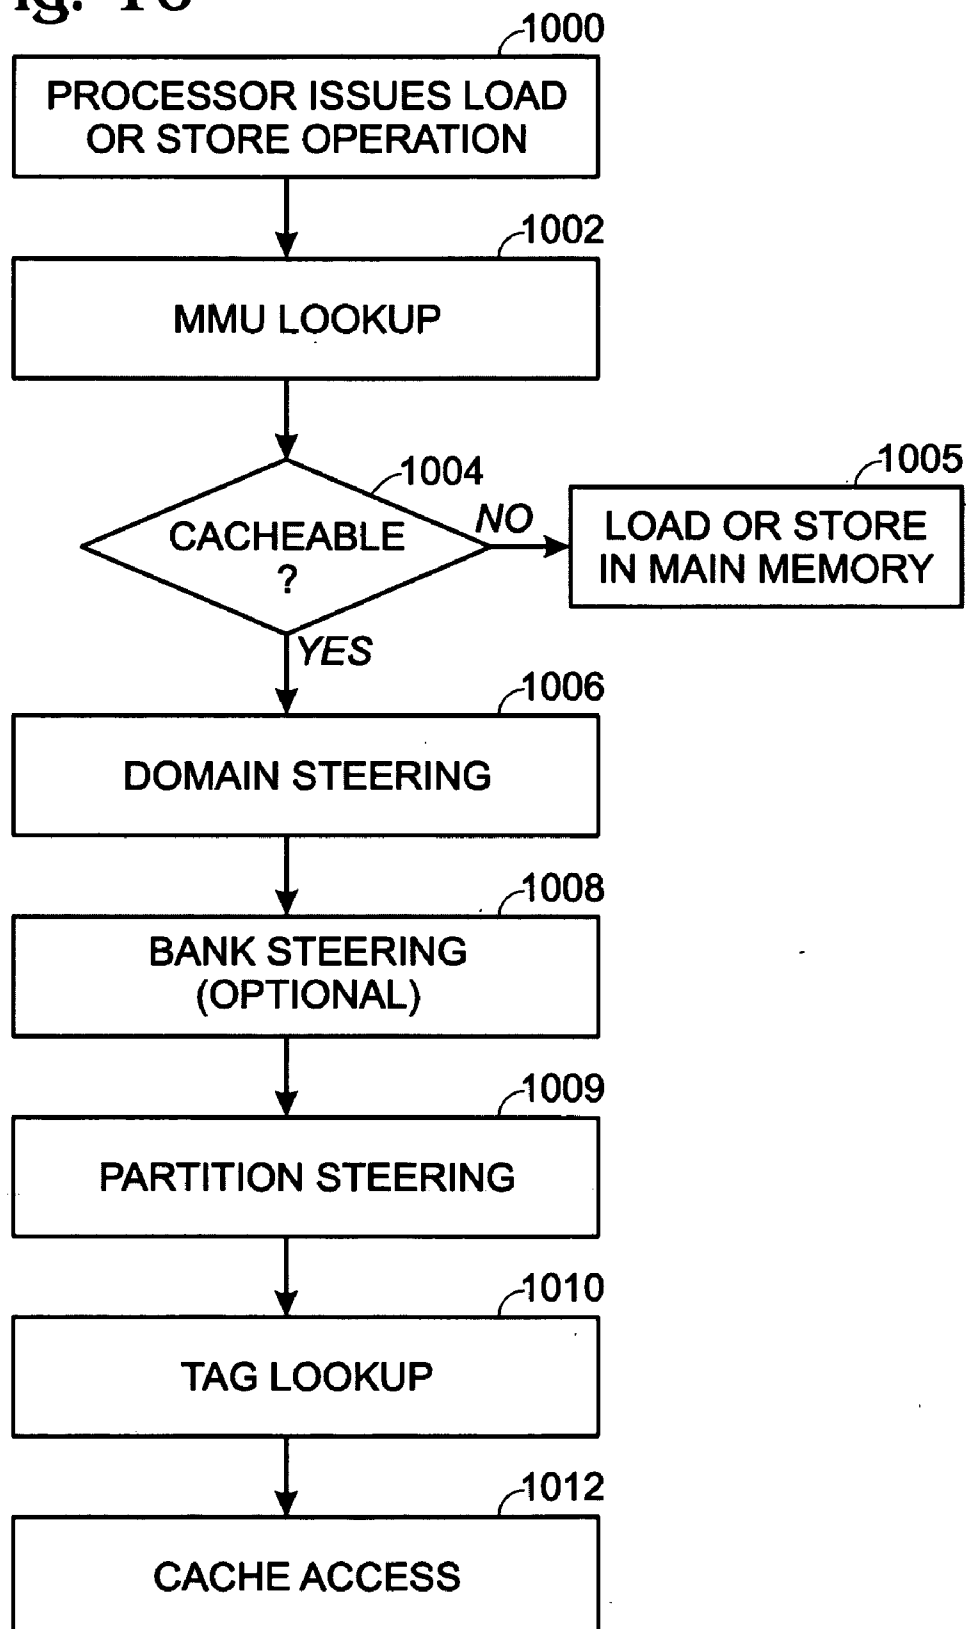 1000
PROCESSOR ISSUES LOAD
OR STORE OPERATION
1002
MMU LOOKUP
1004
CACHEABLE
?
NO
1005
LOAD OR STORE
IN MAIN MEMORY
YES
1006
DOMAIN STEERING
1008
BANK STEERING
(OPTIONAL)
1009
PARTITION STEERING
1010
TAG LOOKUP
1012
CACHE ACCESS